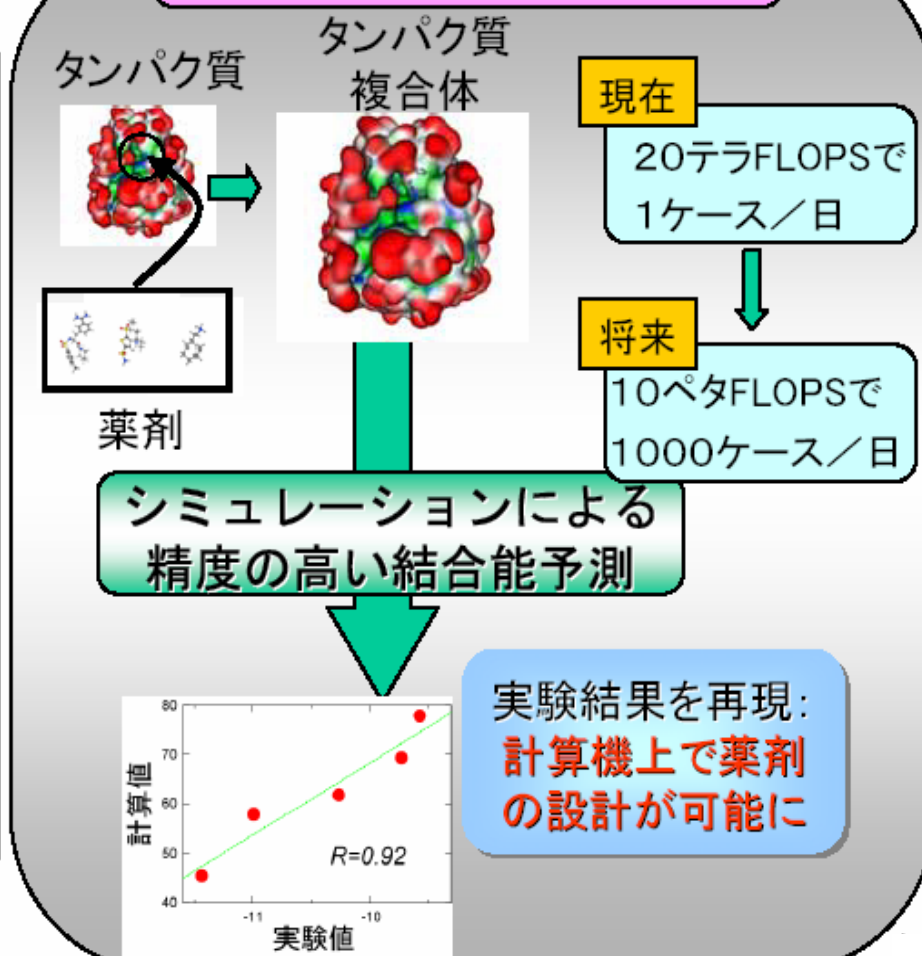 タンパク質
タンパク質
複合体
薬剤
現在
20テラFLOPSで
1ケース／日
将来
10ペタFLOPSで
1000ケース／日
シミュレーションによる
精度の高い結合能予測
80
70
60
50
40
計算値
R=0.92
-11
-10
実験値
実験結果を再現：
計算機上で薬剤
の設計が可能に